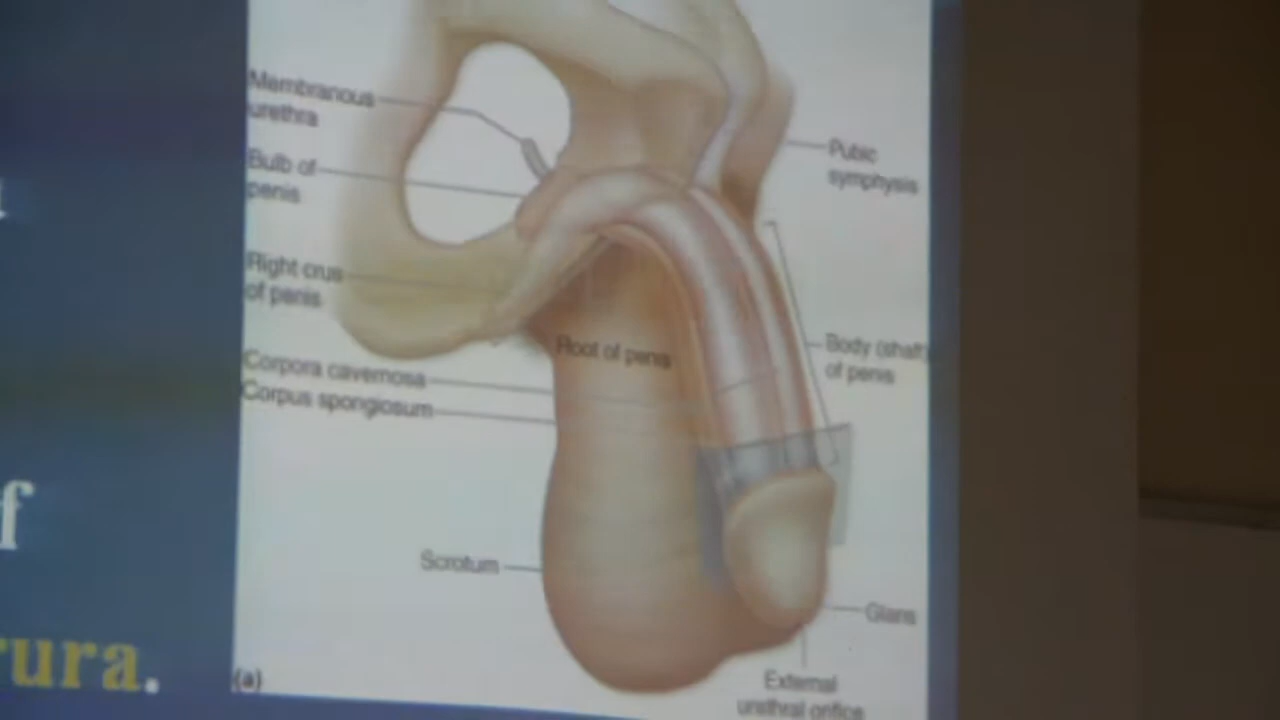 Membranous
urethra
Bulb of
penis
Right crus
of penis
Root of penis
Corpora cavernosa
Corpus spongiosum
Scrotum
Pubic
symphysis
Body (shaft)
of penis
Glans
External
urethral orifice
(a)
f
rura.